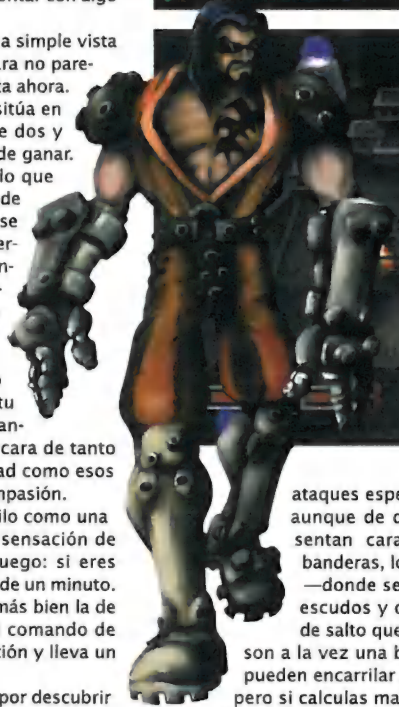 a simple vista
ara no pare-
ta ahora.
sitúa en
e dos y
de ganar.
lo que
de
se
er-
n-
-
o
tu
an-
cara de tanto
ad como esos
mpasión.
ilo como una
sensación de
uego: si eres
de un minuto.
más bien la de
comando de
ción y lleva un
por descubrir
ataques espe
aunque de d
sentan cara
banderas, lo
—donde se
escudos y c
de salto que
son a la vez una b
pueden encarrilar
pero si calculas ma